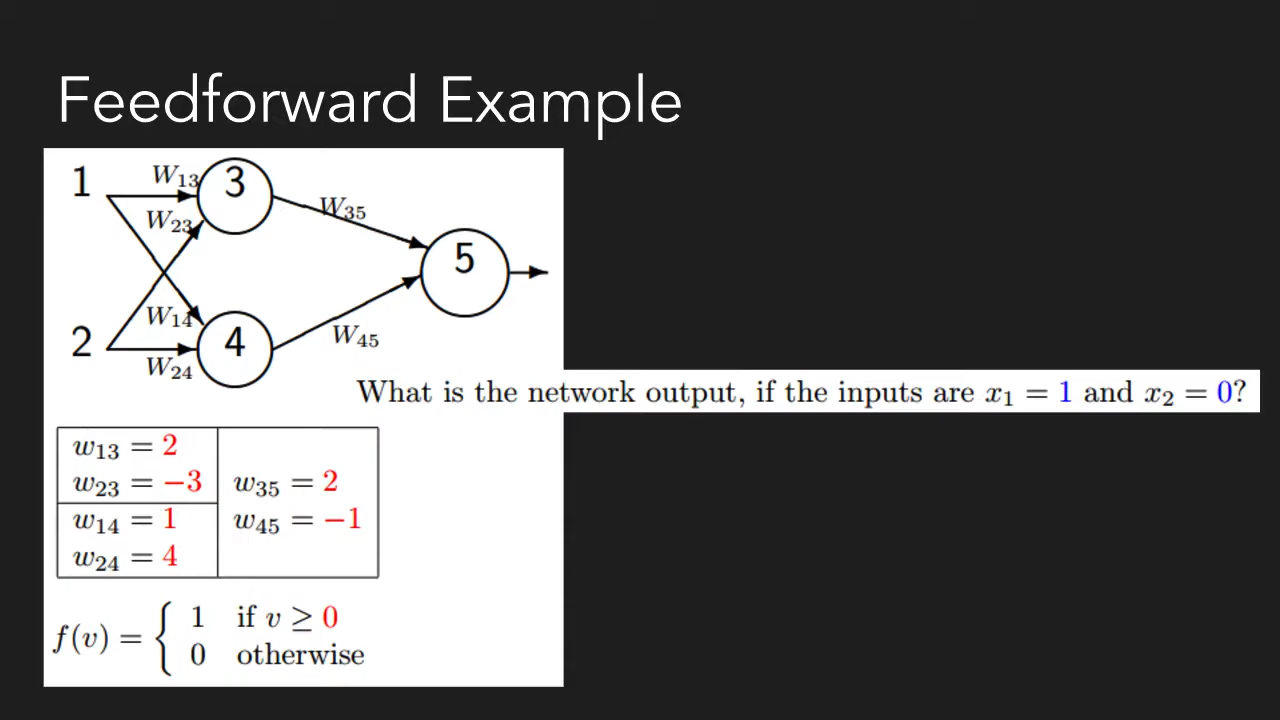 Feedforward Example
1 W13 3
W23 W35
5
W14
2 W24 4 W45
What is the network output, if the inputs are x1 = 1 and x2 = 0?
w13 = 2
w23 = −3 w35 = 2
w14 = 1 w45 = −1
w24 = 4
f(v) = { 1 if v ≥ 0
0 otherwise